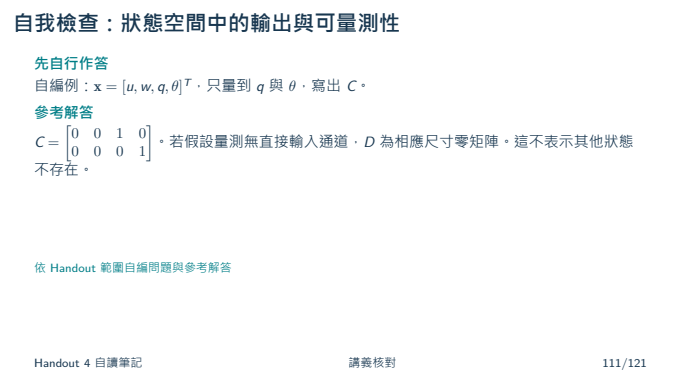 自我檢查：狀態空間中的輸出與可量測性
先自行作答
自編例：x = [u, w, q, θ]ᵀ，只量到 q 與 θ，寫出 C。
參考解答
C = [0 0 1 0; 0 0 0 1]。若假設量測無直接輸入通道，D 為相應尺寸零矩陣。這不表示其他狀態
不存在。
依 Handout 範圍自編問題與參考解答
Handout 4 自讀筆記 講義核對 111/121